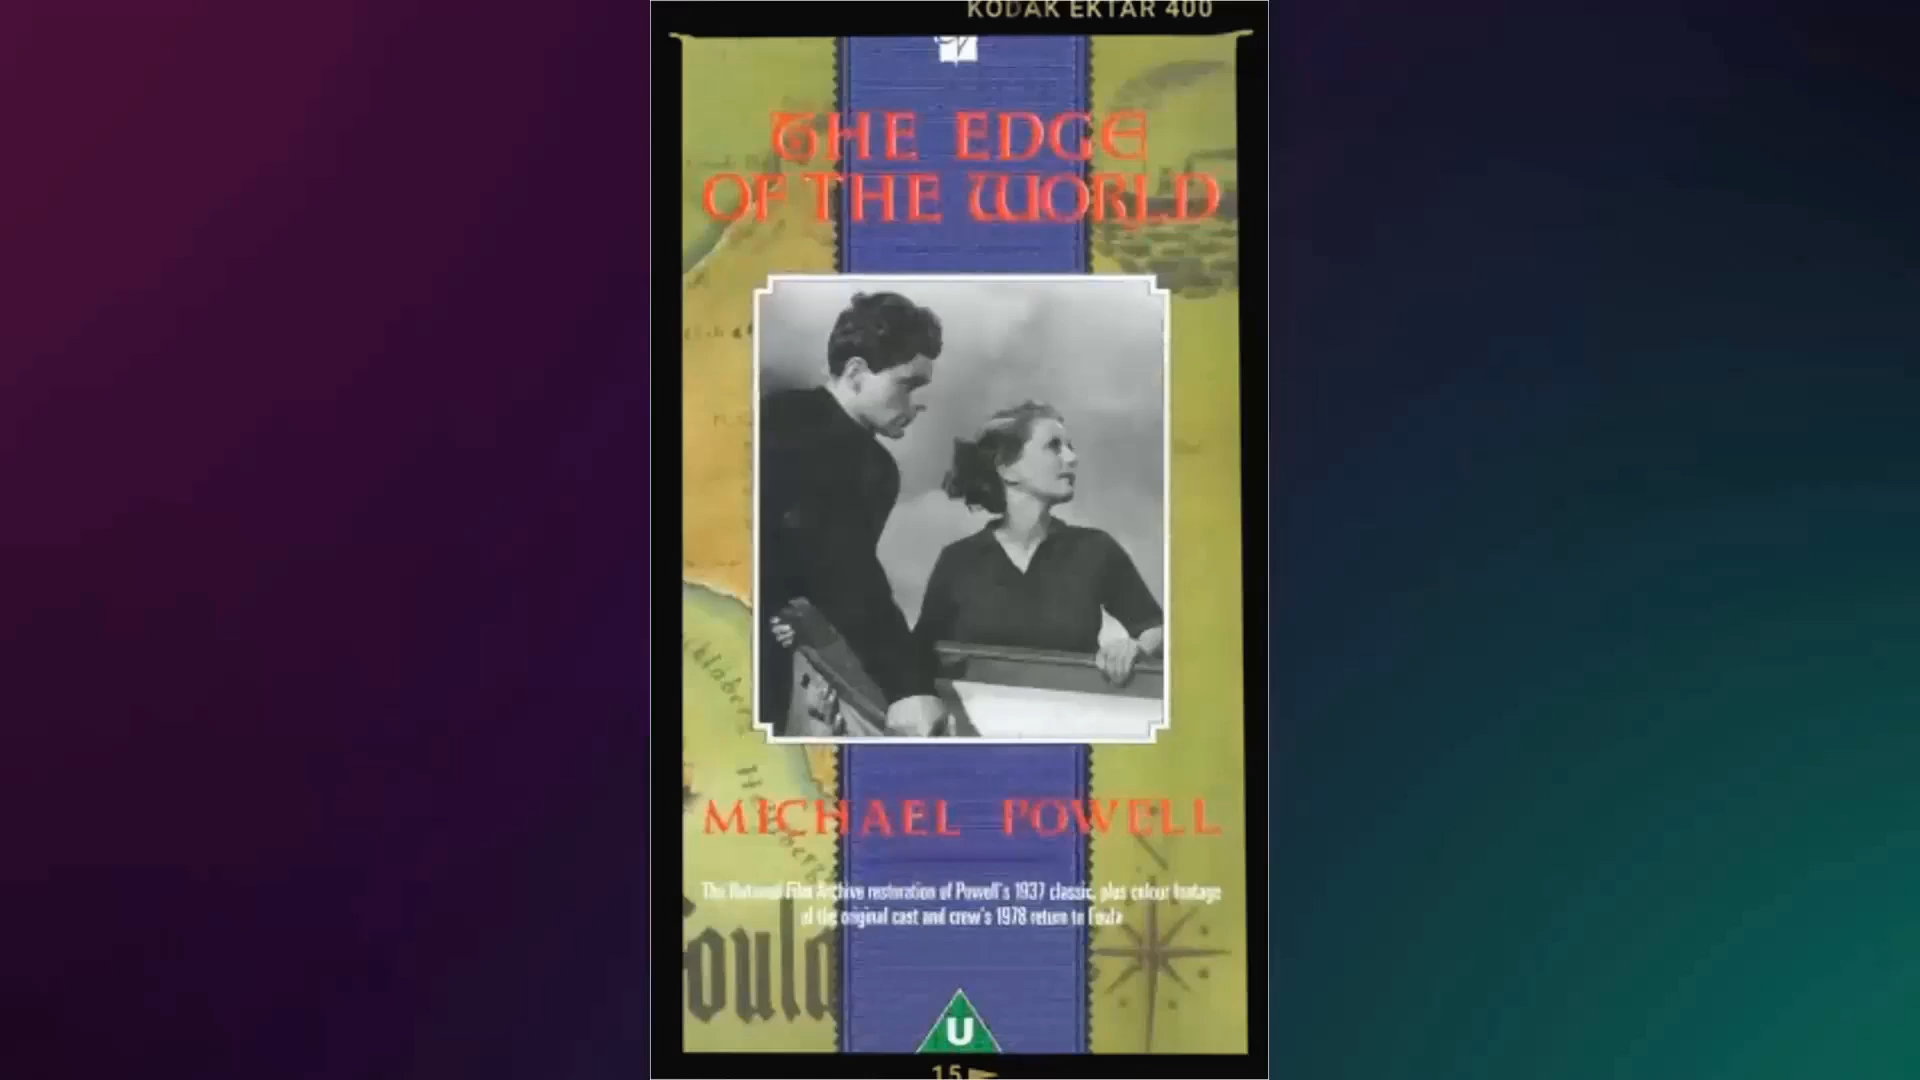 KODAK EKTAR 400
THE EDGE
OF THE WORLD
MICHAEL POWELL
The National Film Archive restoration of Powell's 1937 classic, plus colour footage
of the original cast and crew's 1978 return to Foula
oula
U
15